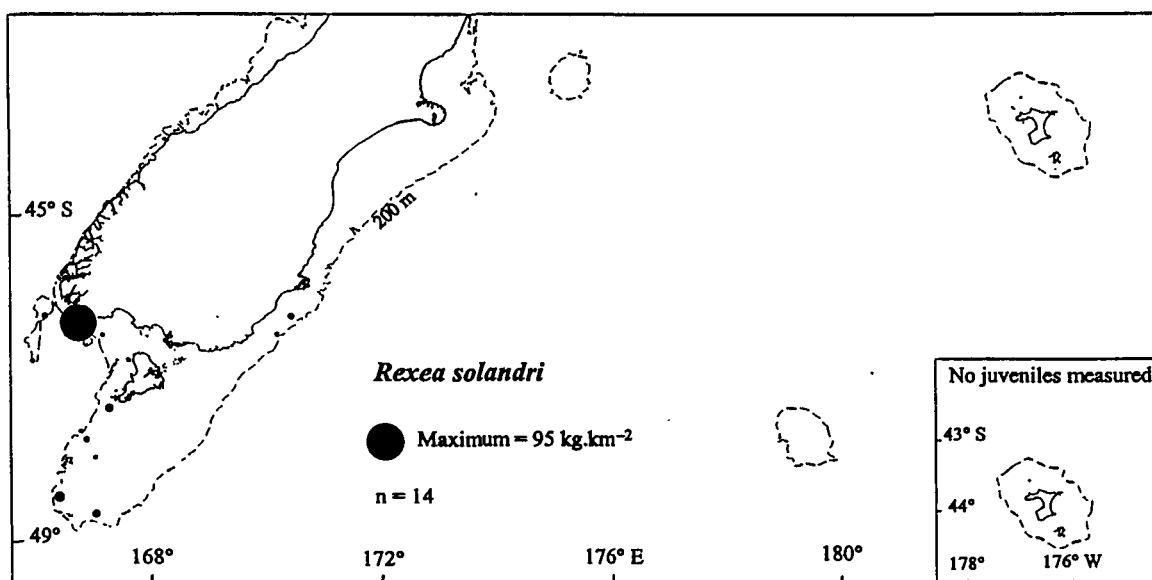 45° S
200 m
Rexea solandri
Maximum = 95 kg.km⁻²
n = 14
49°
168°
172°
176° E
180°
No juveniles measured
43° S
44°
178°
176° W